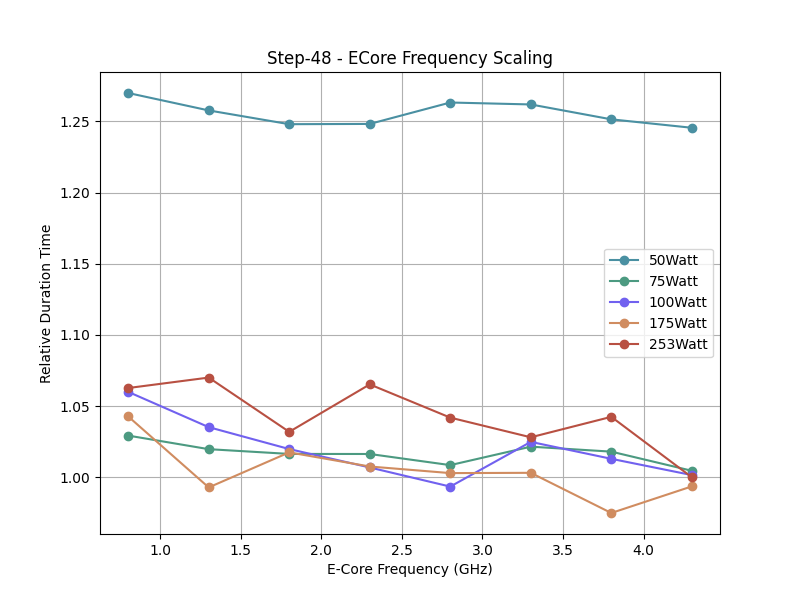 Step-48 - ECore Frequency Scaling
Relative Duration Time
1.25
1.20
1.15
1.10
1.05
1.00
50Watt
75Watt
100Watt
175Watt
253Watt
1.0 1.5 2.0 2.5 3.0 3.5 4.0
E-Core Frequency (GHz)